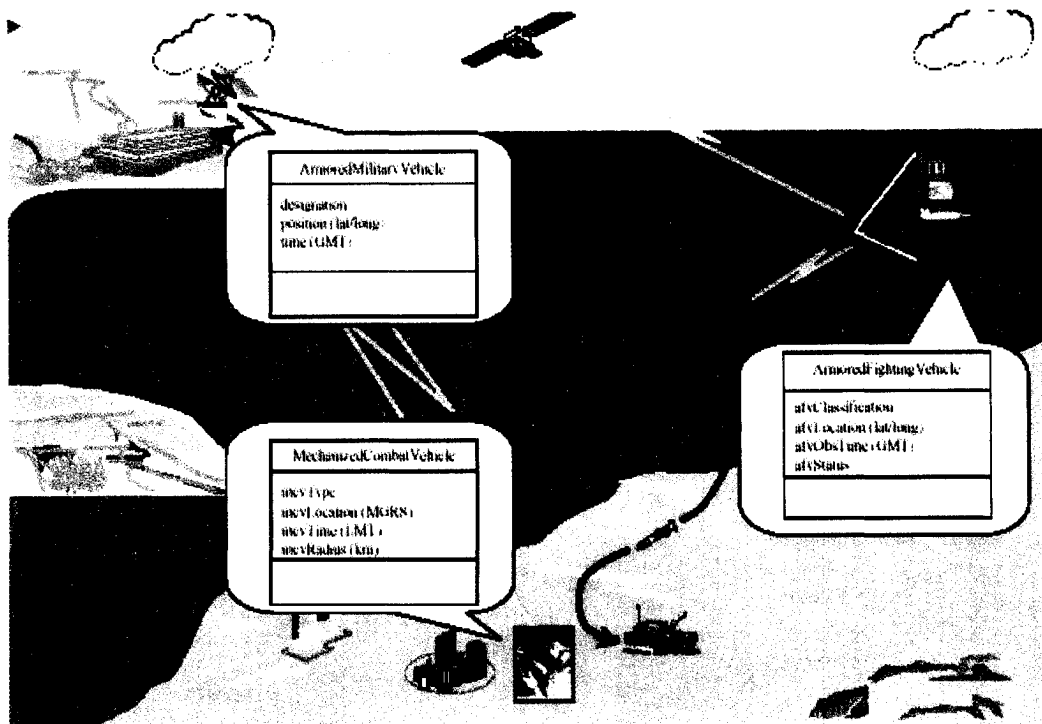 ArmoredMilitaryVehicle
designation
position (lat/long)
time (GMT)
ArmoredFightingVehicle
afvClassification
afvLocation (lat/long)
afvObsTime (GMT)
afvStatus
MechanizedCombatVehicle
mcvType
mcvLocation (MGRS)
mcvTime (LMT)
mcvRadius (km)